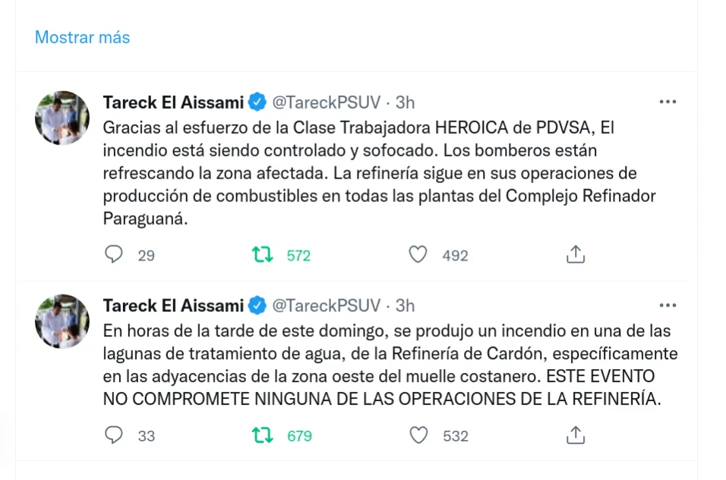 Mostrar más
Tareck El Aissami @TareckPSUV · 3h
Gracias al esfuerzo de la Clase Trabajadora HEROICA de PDVSA, El
incendio está siendo controlado y sofocado. Los bomberos están
refrescando la zona afectada. La refinería sigue en sus operaciones de
producción de combustibles en todas las plantas del Complejo Refinador
Paraguaná.
29 572 492
Tareck El Aissami @TareckPSUV · 3h
En horas de la tarde de este domingo, se produjo un incendio en una de las
lagunas de tratamiento de agua, de la Refinería de Cardón, específicamente
en las adyacencias de la zona oeste del muelle costanero. ESTE EVENTO
NO COMPROMETE NINGUNA DE LAS OPERACIONES DE LA REFINERÍA.
33 679 532